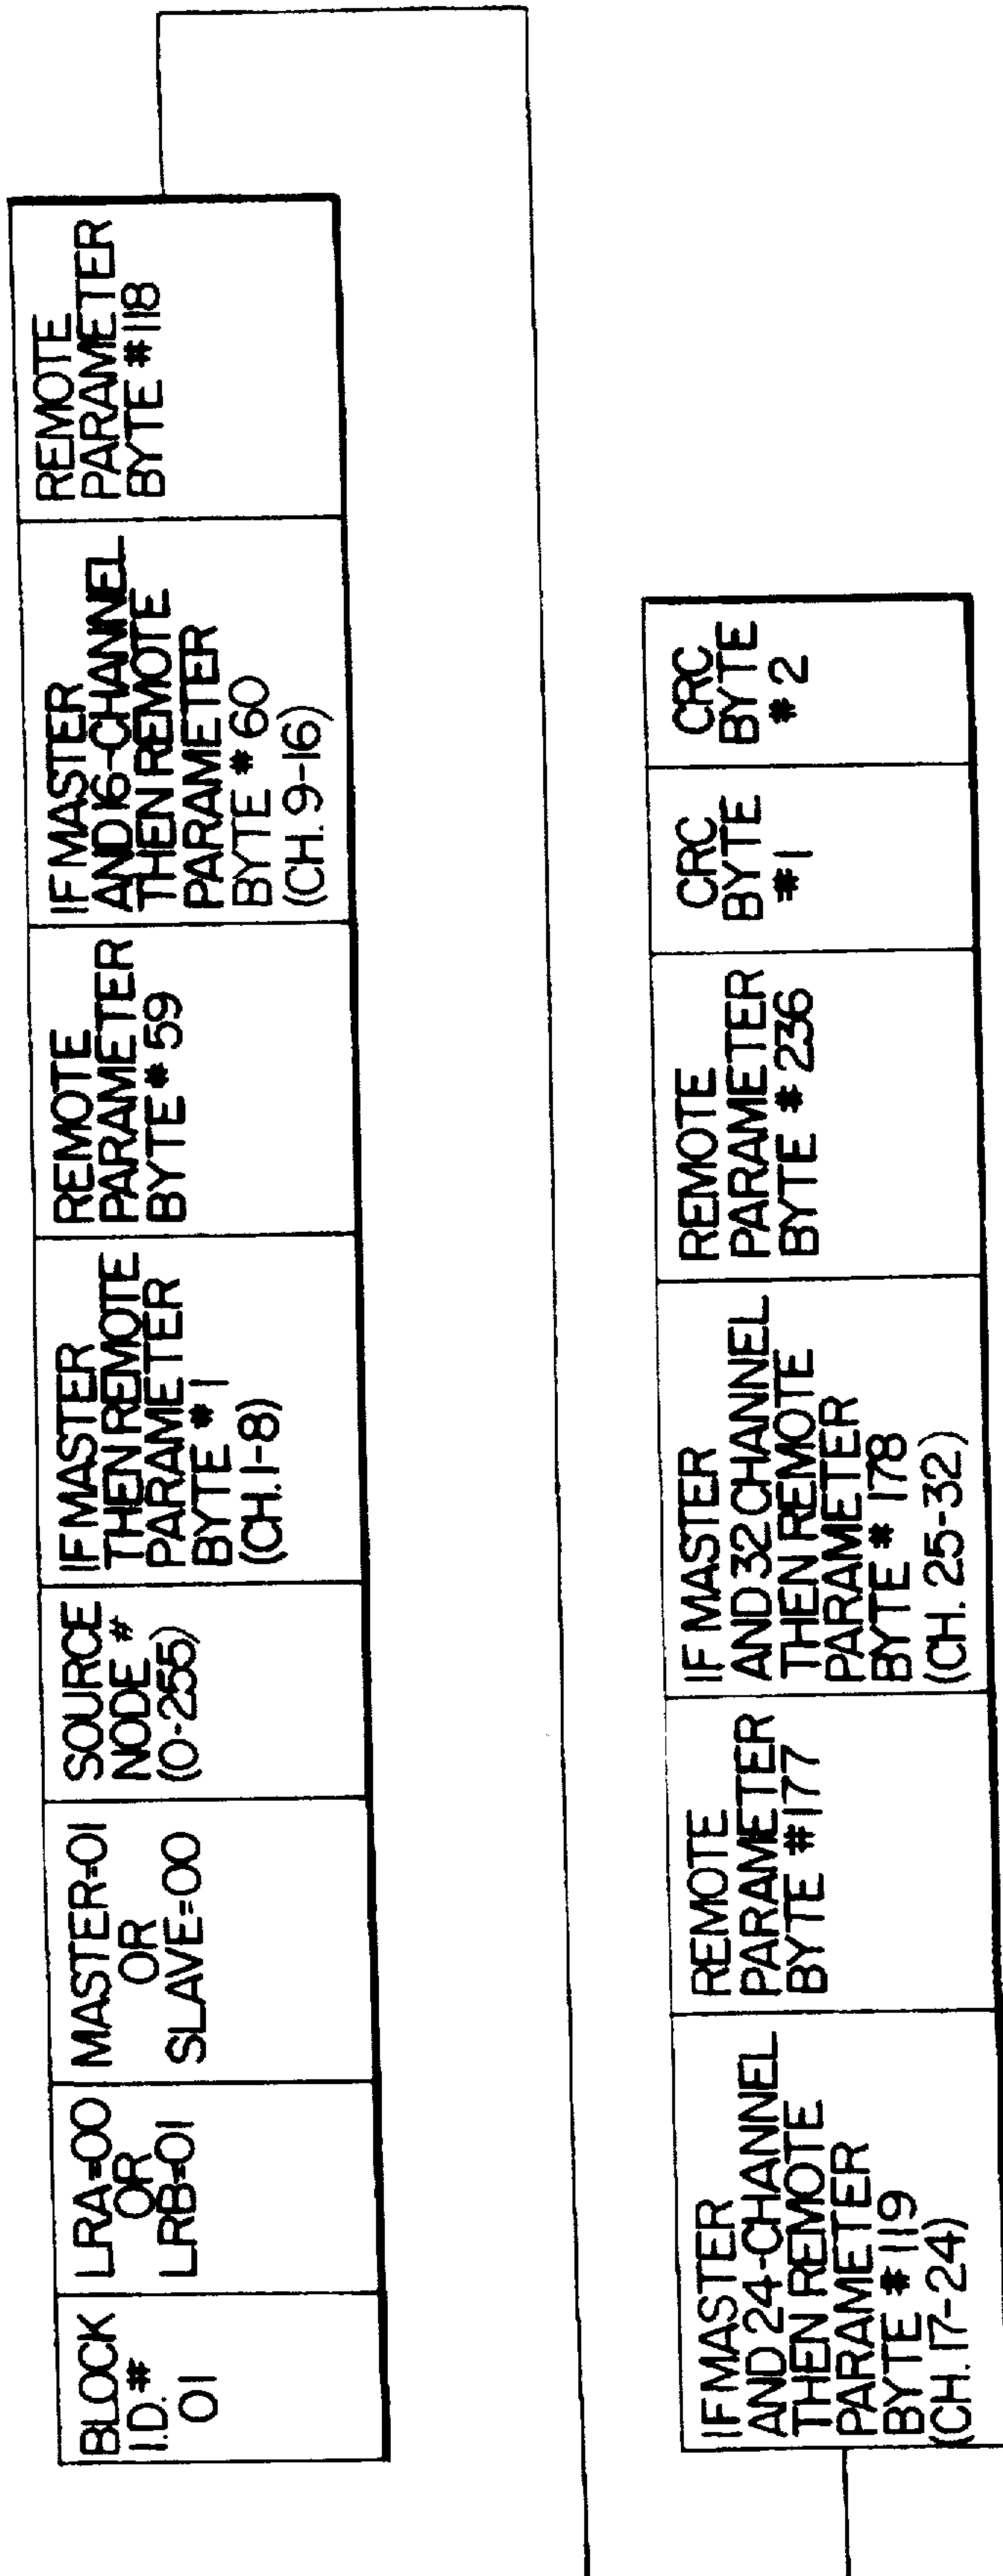 BLOCK
I.D. #
01
LRA=00
OR
LRB=01
MASTER=01
OR
SLAVE=00
SOURCE
NODE #
(0-255)
IF MASTER
THEN REMOTE
PARAMETER
BYTE #1
(CH.1-8)
REMOTE
PARAMETER
BYTE #59
IF MASTER
AND 16-CHANNEL
THEN REMOTE
PARAMETER
BYTE #60
(CH.9-16)
REMOTE
PARAMETER
BYTE #118
IF MASTER
AND 24-CHANNEL
THEN REMOTE
PARAMETER
BYTE #119
(CH.17-24)
REMOTE
PARAMETER
BYTE #177
IF MASTER
AND 32 CHANNEL
THEN REMOTE
PARAMETER
BYTE #178
(CH. 25-32)
REMOTE
PARAMETER
BYTE #236
CRC
BYTE
#1
CRC
BYTE
#2